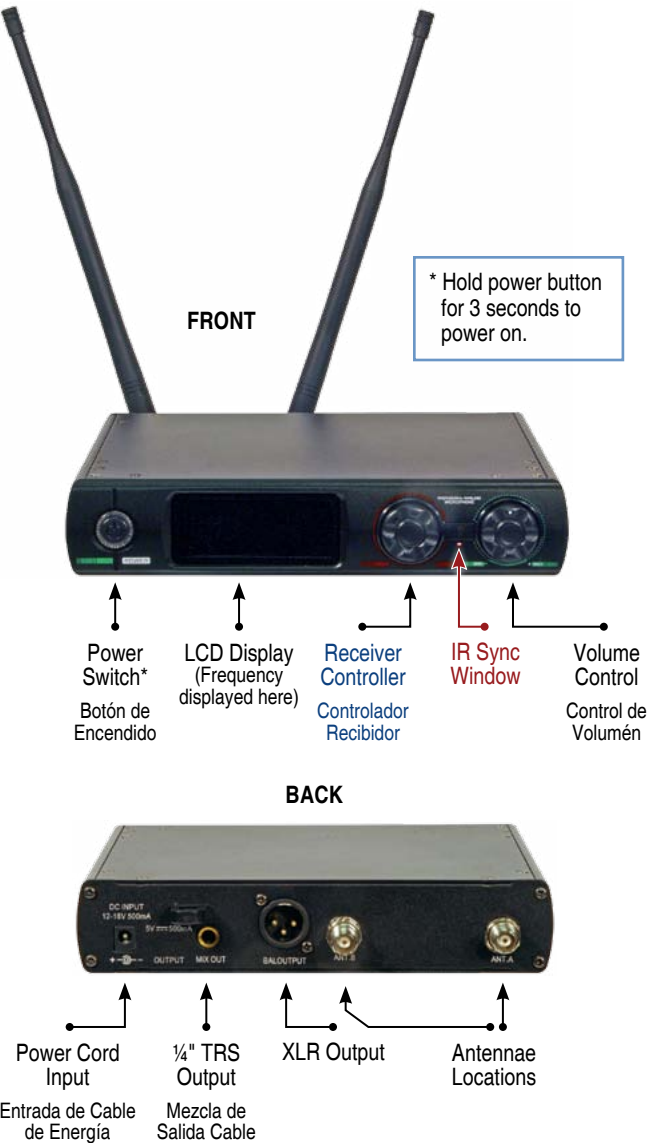 FRONT
* Hold power button
for 3 seconds to
power on.
Power
Switch*
Botón de
Encendido
LCD Display
(Frequency
displayed here)
Receiver
Controller
Controlador
Recibidor
IR Sync
Window
Volume
Control
Control de
Volumén
BACK
DC INPUT
12-18V 500mA
5V 500mA
OUTPUT
MIX OUT
BALOUTPUT
ANT.B
ANT.A
Power Cord
Input
Entrada de Cable
de Energía
¼" TRS
Output
Mezcla de
Salida Cable
XLR Output
Antennae
Locations